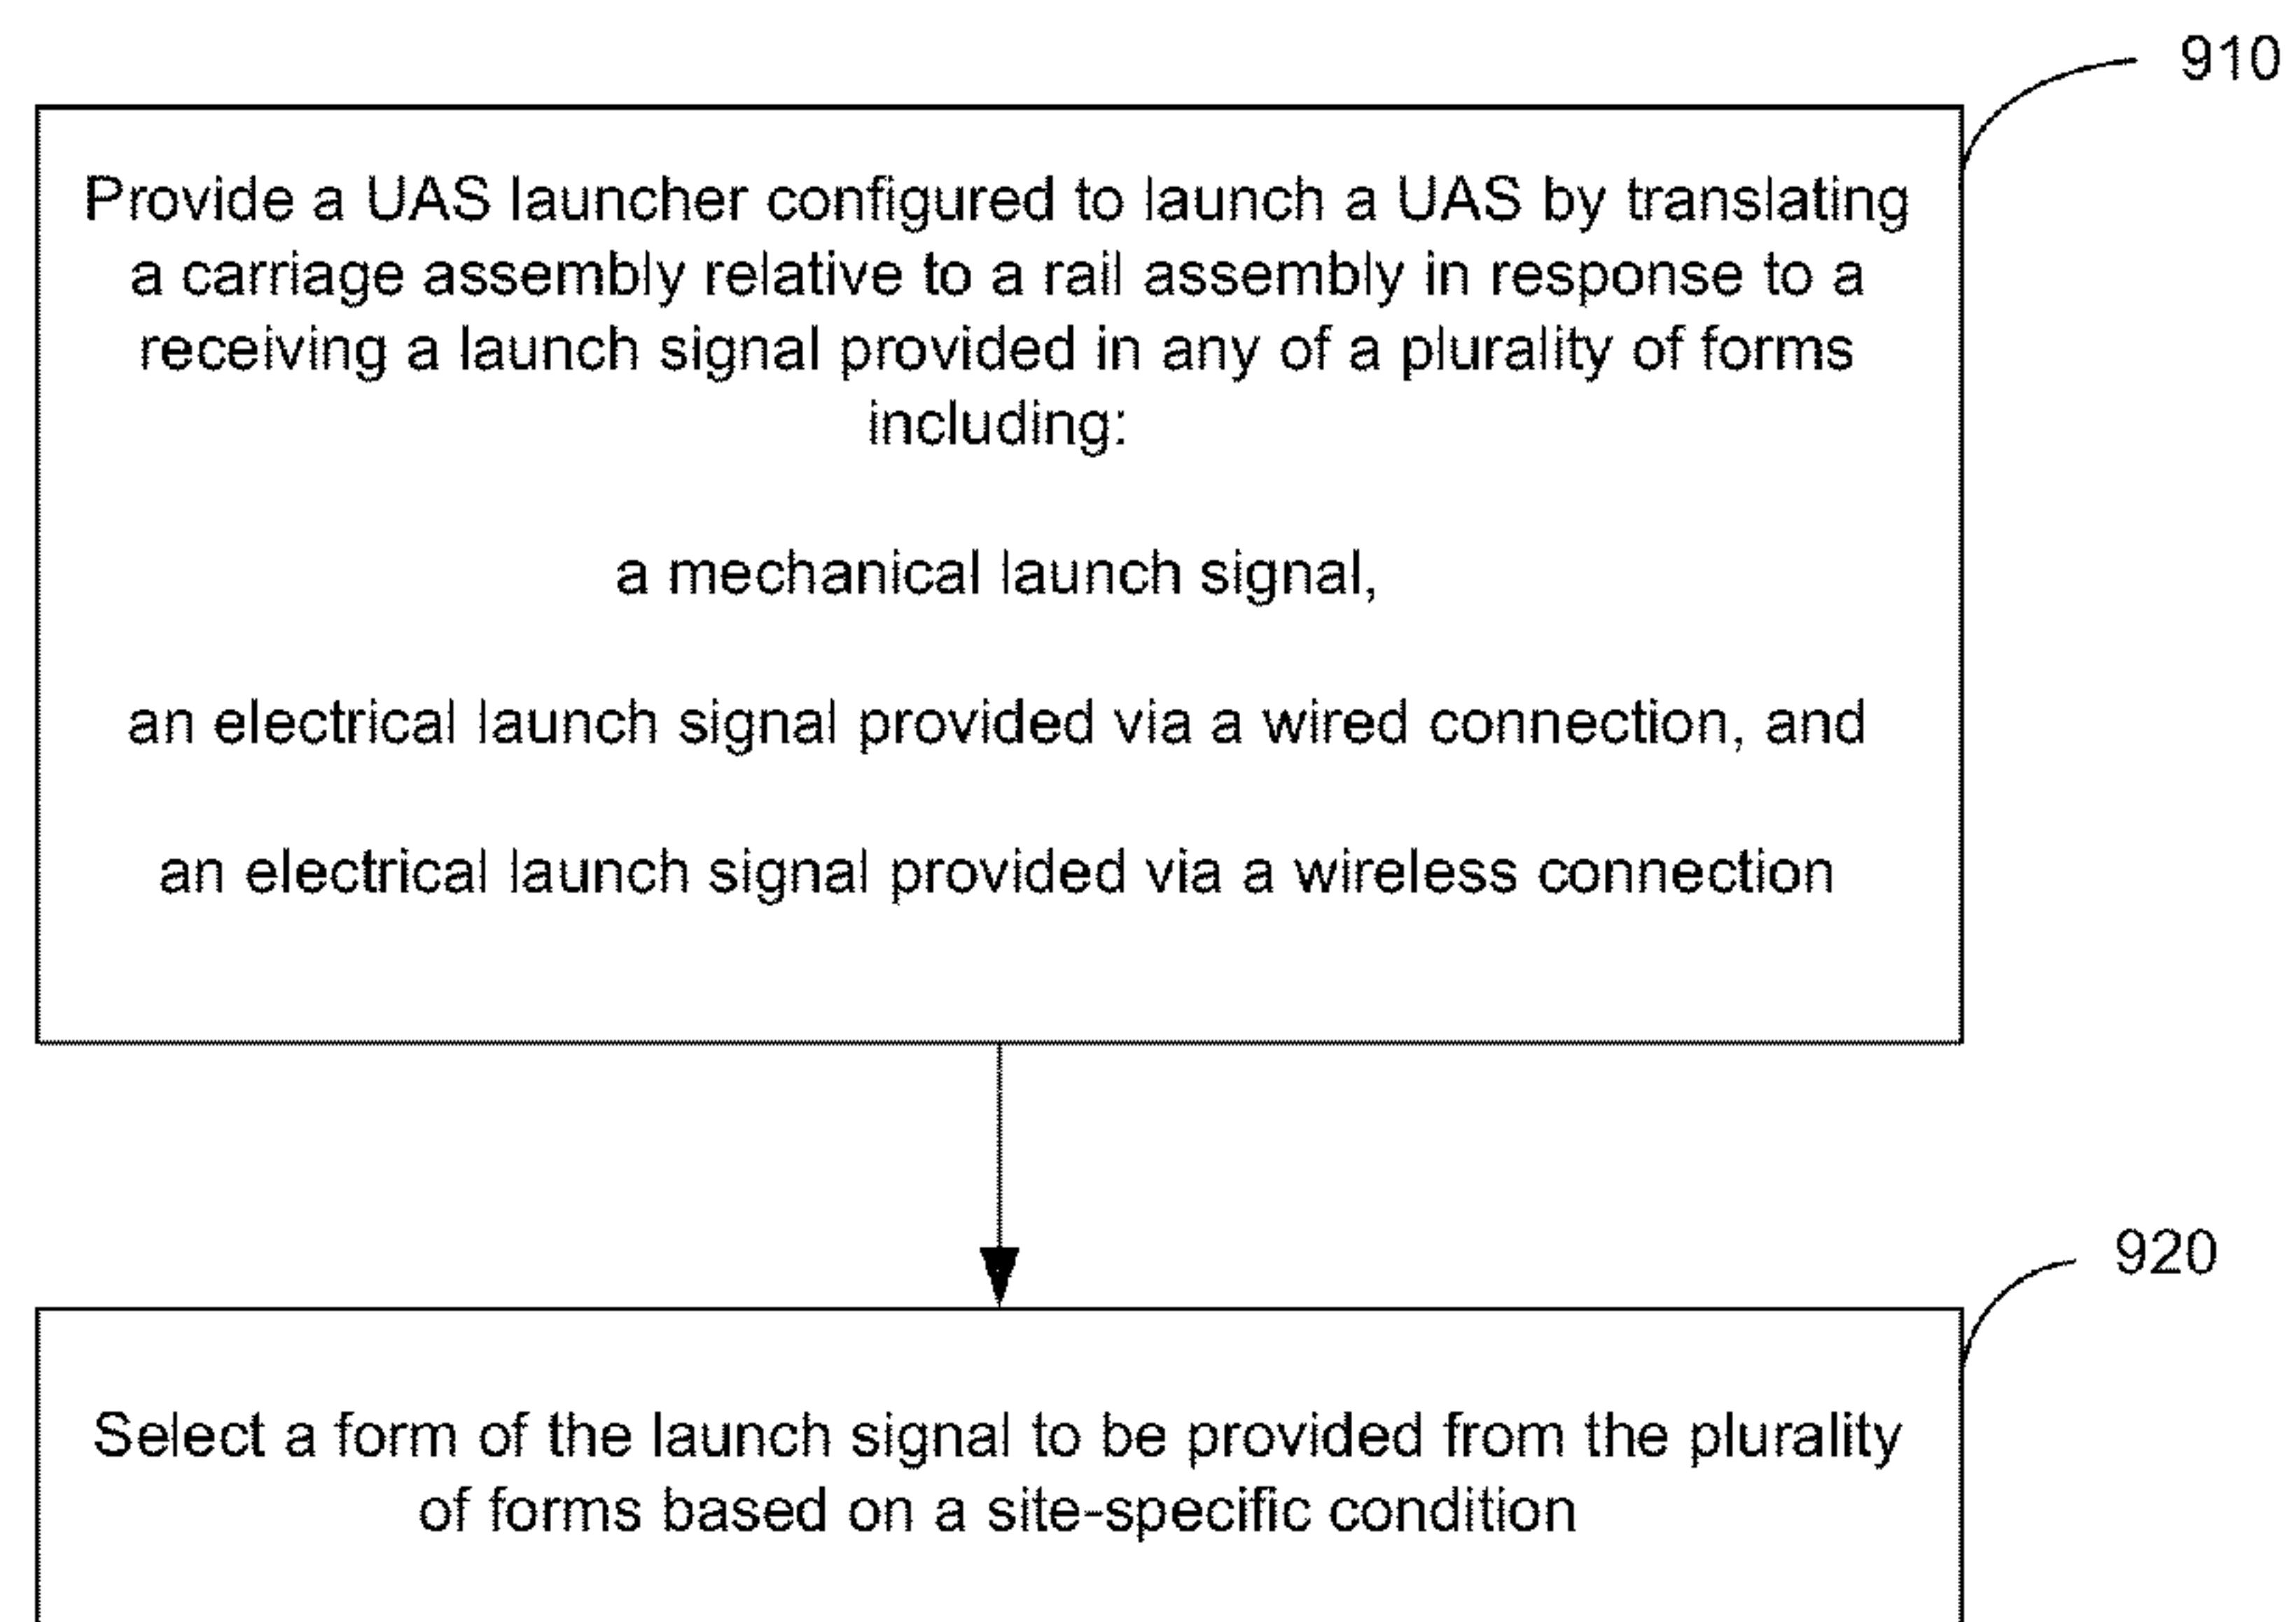 910
Provide a UAS launcher configured to launch a UAS by translating
a carriage assembly relative to a rail assembly in response to a
receiving a launch signal provided in any of a plurality of forms
including:
a mechanical launch signal,
an electrical launch signal provided via a wired connection, and
an electrical launch signal provided via a wireless connection
920
Select a form of the launch signal to be provided from the plurality
of forms based on a site-specific condition